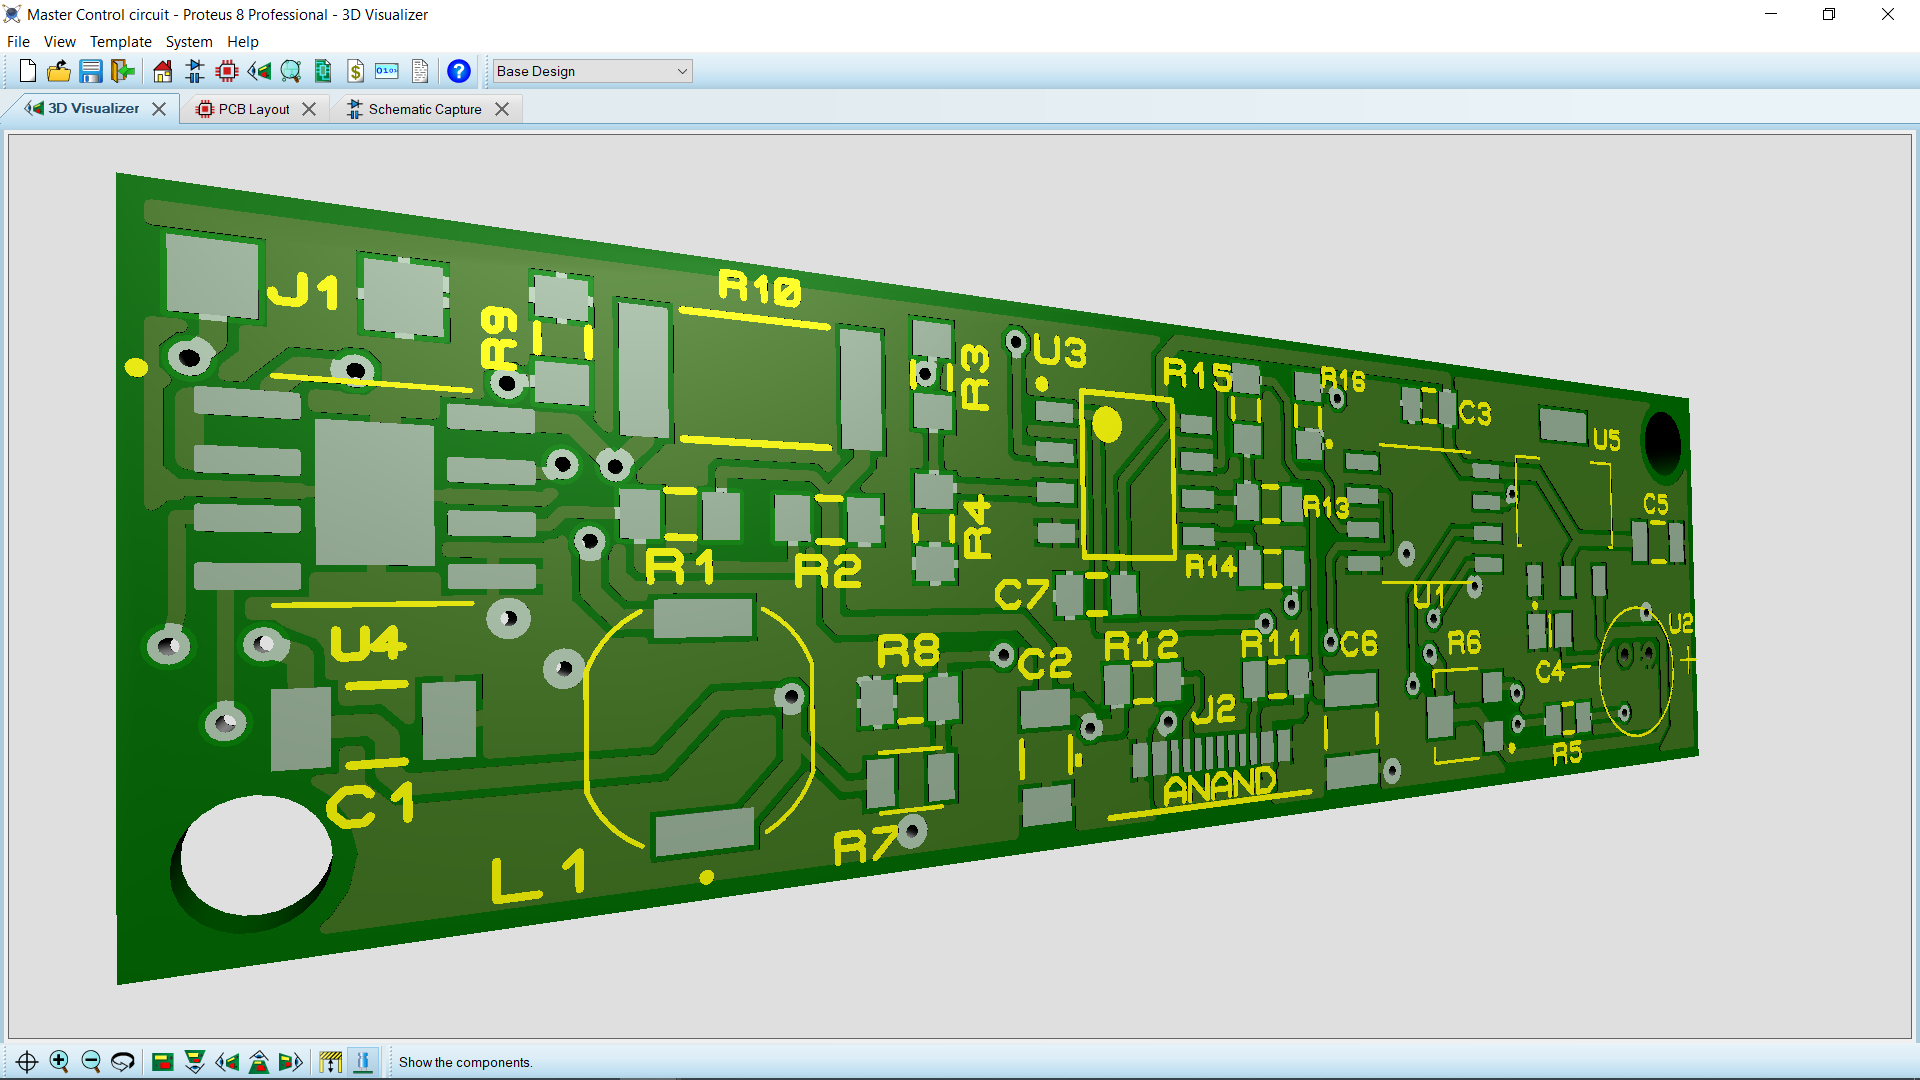 Master Control circuit - Proteus 8 Professional - 3D Visualizer
File View Template System Help
$ 0101 ? Base Design
3D Visualizer PCB Layout Schematic Capture
J1
R10
R9
R3
U3
R15
R16
C3
U5
R4
R13
C5
R1
R2
R14
C7
U1
U2
U4
R8
C2
R12
R11
C6
R6
C4
J2
R5
ANAND
C1
R7
L1
Show the components.